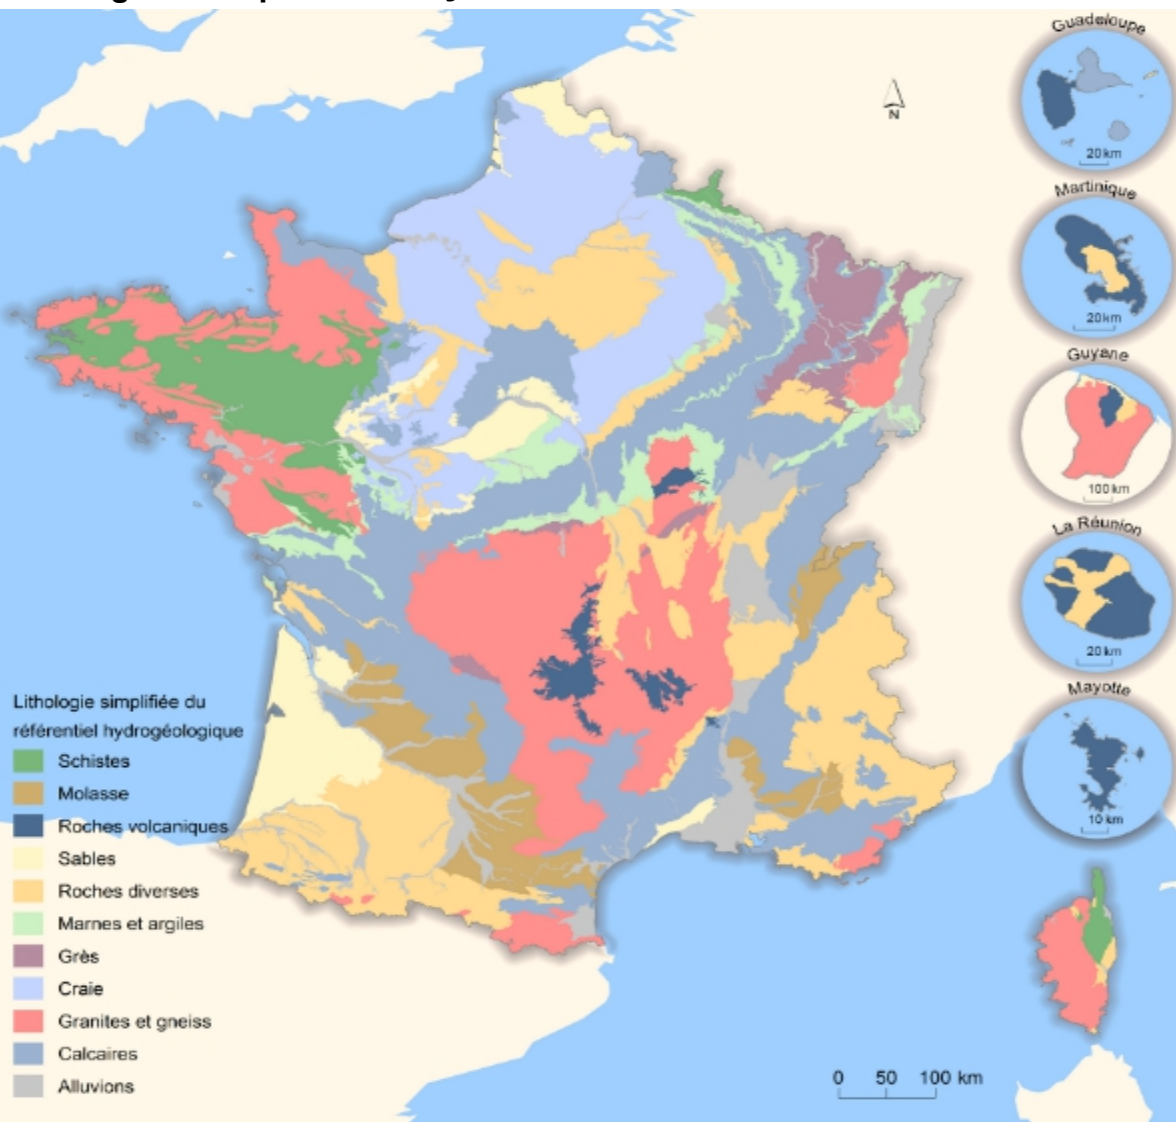 Guadeloupe
20 km
N
Martinique
20 km
Guyane
100 km
La Réunion
20 km
Mayotte
10 km
Lithologie simplifiée du
référentiel hydrogéologique
Schistes
Molasse
Roches volcaniques
Sables
Roches diverses
Marnes et argiles
Grès
Craie
Granites et gneiss
Calcaires
Alluvions
0 50 100 km